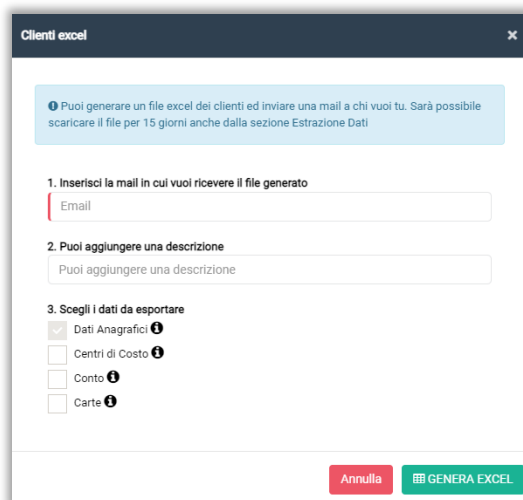 Clienti excel
Puoi generare un file excel dei clienti ed inviare una mail a chi vuoi tu. Sarà possibile
scaricare il file per 15 giorni anche dalla sezione Estrazione Dati
1. Inserisci la mail in cui vuoi ricevere il file generato
Email
2. Puoi aggiungere una descrizione
Puoi aggiungere una descrizione
3. Scegli i dati da esportare
Dati Anagrafici
Centri di Costo
Conto
Carte
Annulla GENERA EXCEL